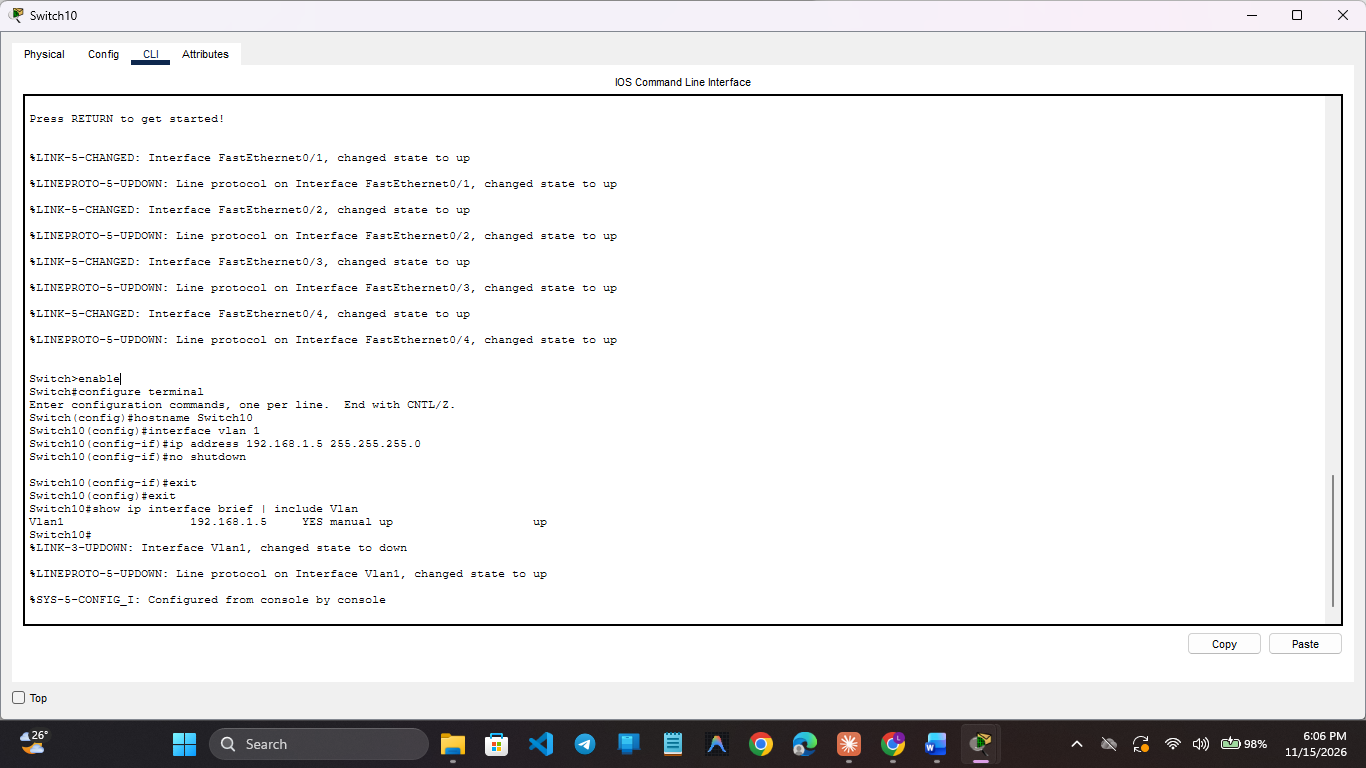 Switch10
Physical Config CLI Attributes
IOS Command Line Interface
Press RETURN to get started!
%LINK-5-CHANGED: Interface FastEthernet0/1, changed state to up
%LINEPROTO-5-UPDOWN: Line protocol on Interface FastEthernet0/1, changed state to up
%LINK-5-CHANGED: Interface FastEthernet0/2, changed state to up
%LINEPROTO-5-UPDOWN: Line protocol on Interface FastEthernet0/2, changed state to up
%LINK-5-CHANGED: Interface FastEthernet0/3, changed state to up
%LINEPROTO-5-UPDOWN: Line protocol on Interface FastEthernet0/3, changed state to up
%LINK-5-CHANGED: Interface FastEthernet0/4, changed state to up
%LINEPROTO-5-UPDOWN: Line protocol on Interface FastEthernet0/4, changed state to up
Switch>enable
Switch#configure terminal
Enter configuration commands, one per line.  End with CNTL/Z.
Switch(config)#hostname Switch10
Switch10(config)#interface vlan 1
Switch10(config-if)#ip address 192.168.1.5 255.255.255.0
Switch10(config-if)#no shutdown
Switch10(config-if)#exit
Switch10(config)#exit
Switch10#show ip interface brief | include Vlan
Vlan1                  192.168.1.5     YES manual up                    up
Switch10#
%LINK-3-UPDOWN: Interface Vlan1, changed state to down
%LINEPROTO-5-UPDOWN: Line protocol on Interface Vlan1, changed state to up
%SYS-5-CONFIG_I: Configured from console by console
Copy Paste
Top
26°
Search
98%
6:06 PM
11/15/2026